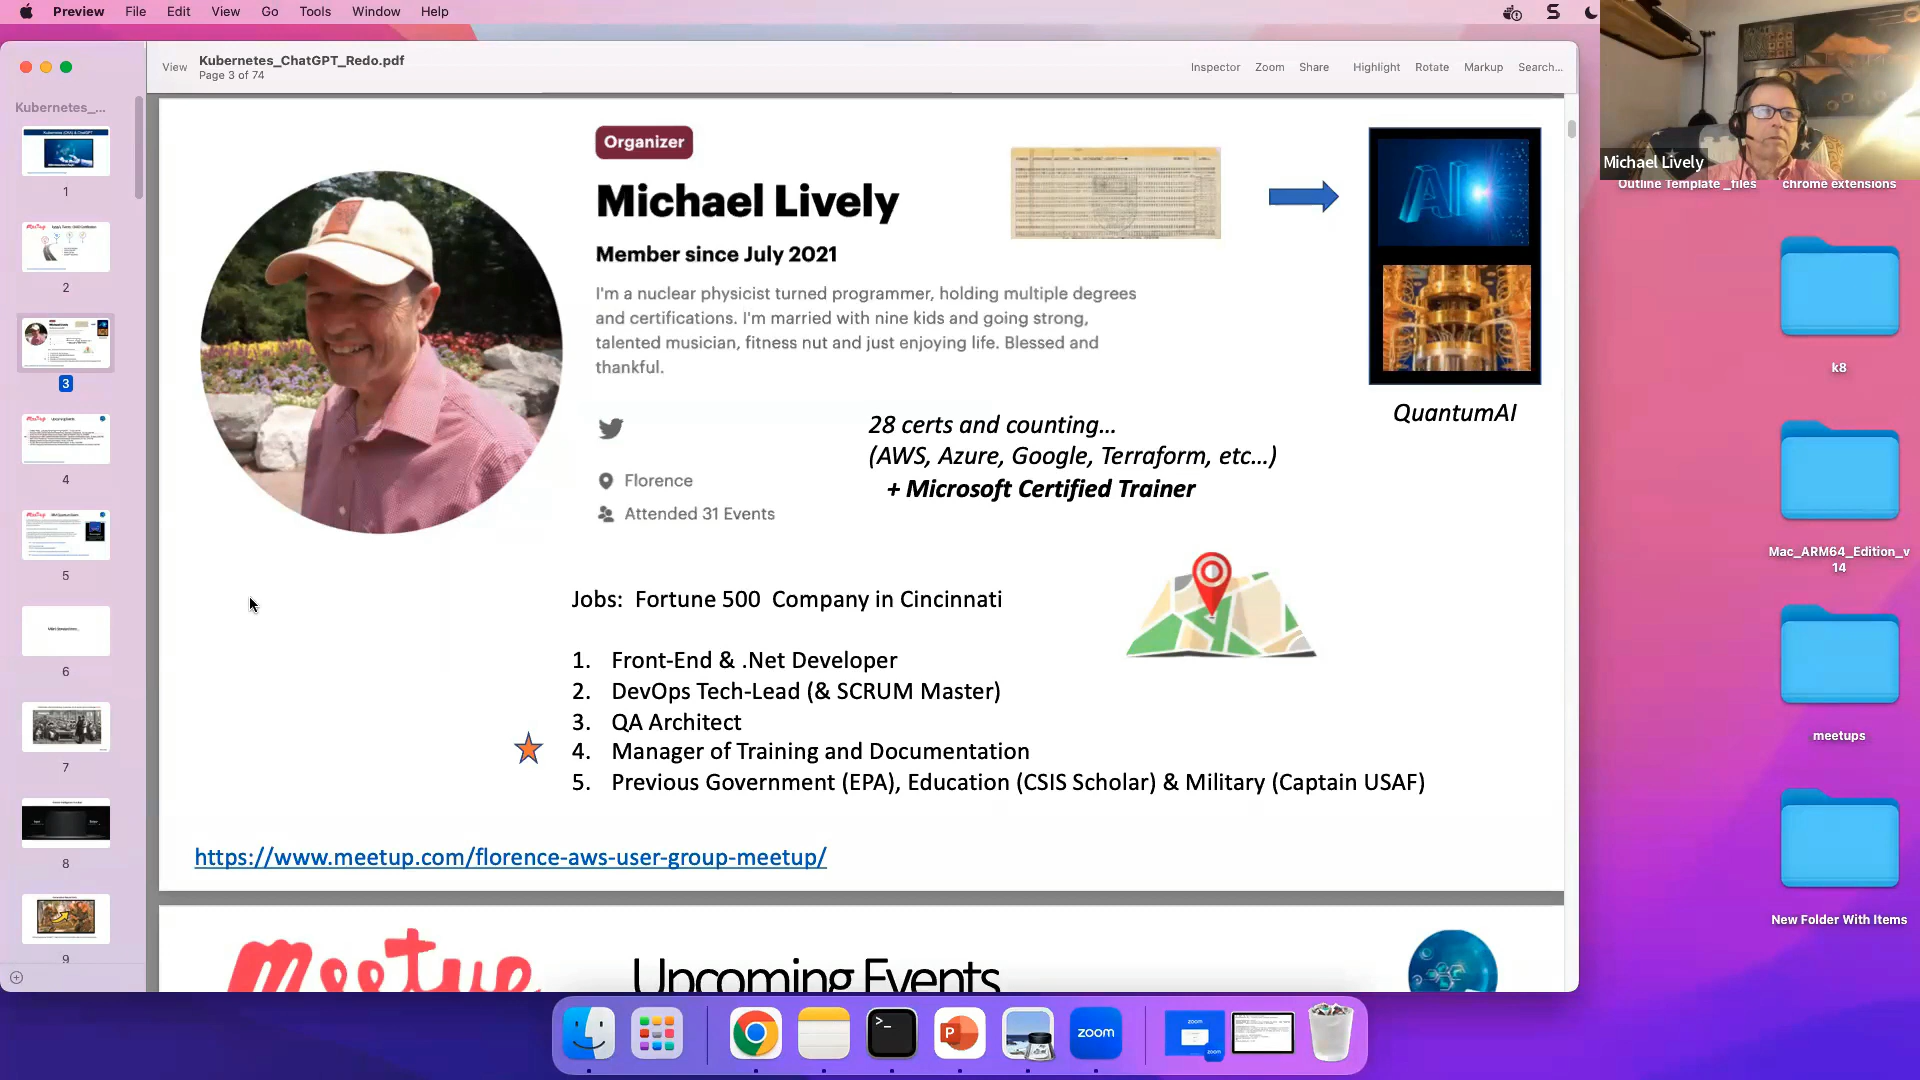 Preview File Edit View Go Tools Window Help
View
Kubernetes_ChatGPT_Redo.pdf
Page 3 of 74
Inspector Zoom Share Highlight Rotate Markup Search...
Kubernetes_...
1
2
3
4
5
6
7
8
9
Organizer
Michael Lively
Member since July 2021
I'm a nuclear physicist turned programmer, holding multiple degrees
and certifications. I'm married with nine kids and going strong,
talented musician, fitness nut and just enjoying life. Blessed and
thankful.
AI
QuantumAI
28 certs and counting...
(AWS, Azure, Google, Terraform, etc...)
+ Microsoft Certified Trainer
Florence
Attended 31 Events
Jobs: Fortune 500 Company in Cincinnati
1. Front-End & .Net Developer
2. DevOps Tech-Lead (& SCRUM Master)
3. QA Architect
4. Manager of Training and Documentation
5. Previous Government (EPA), Education (CSIS Scholar) & Military (Captain USAF)
https://www.meetup.com/florence-aws-user-group-meetup/
Meetup
Upcoming Events
Michael Lively
Outline Template _files
chrome extensions
k8
Mac_ARM64_Edition_v
14
meetups
New Folder With Items
zoom
zoom
zoom